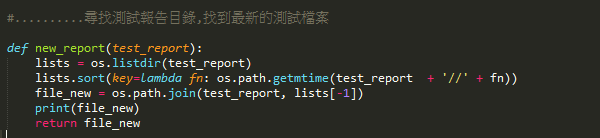 #..........尋找測試報告目錄,找到最新的測試檔案
def new_report(test_report):
    lists = os.listdir(test_report)
    lists.sort(key=lambda fn: os.path.getmtime(test_report  + '//' + fn))
    file_new = os.path.join(test_report, lists[-1])
    print(file_new)
    return file_new